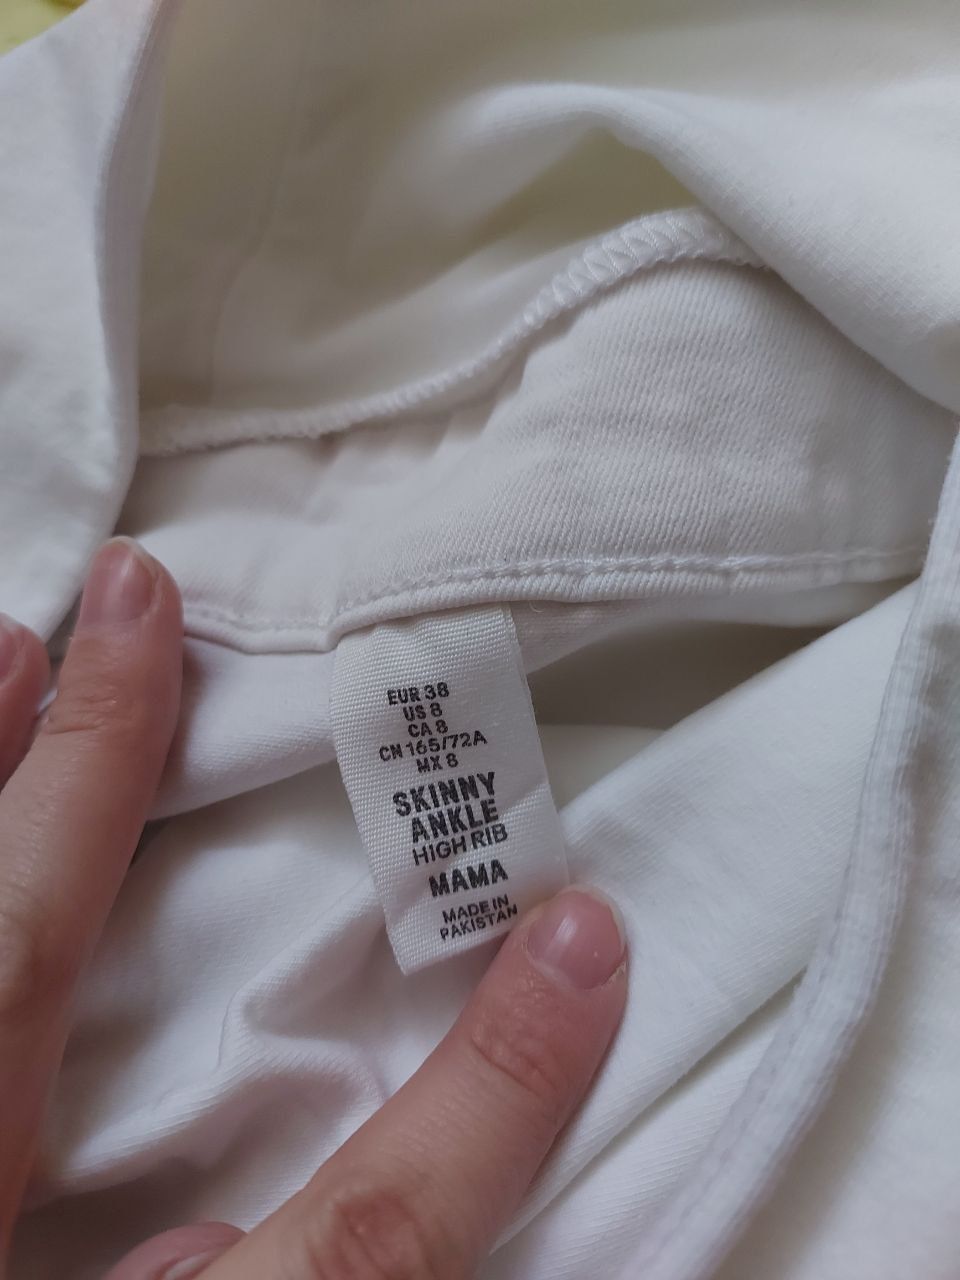 EUR 38
US 8
CA 8
CN 165/72A
MX 8
SKINNY
ANKLE
HIGH RIB
MAMA
MADE IN
PAKISTAN